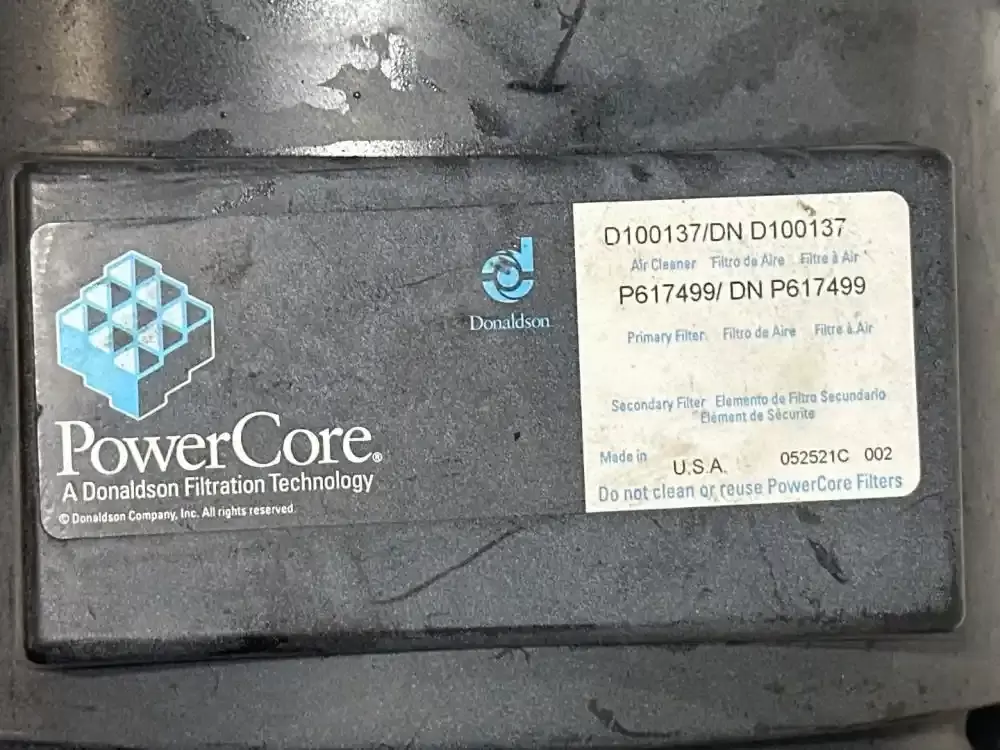 PowerCore®
A Donaldson Filtration Technology
© Donaldson Company, Inc. All rights reserved.
Donaldson
D100137/DN D100137
Air Cleaner Filtro de Aire Filtre à Air
P617499/ DN P617499
Primary Filter Filtro de Aire Filtre à Air
Secondary Filter Elemento de Filtro Secundario
Elément de Sécurité
Made in U.S.A. 052521C 002
Do not clean or reuse PowerCore Filters